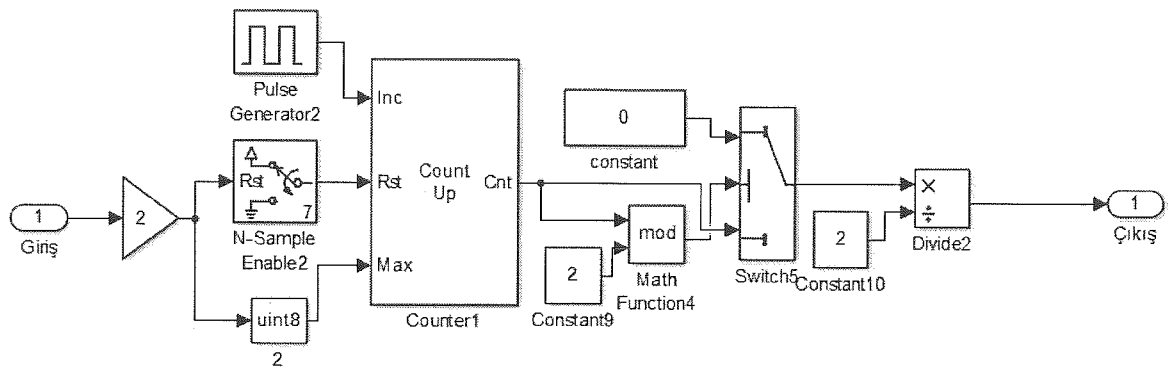 Pulse
Generator2
Inc
Rst
7
N-Sample
Enable2
1
Giriş
2
uint8
2
Rst
Max
Count
Up
Cnt
Counter1
0
constant
2
Constant9
mod
Math
Function4
Switch5
2
Constant10
×
÷
Divide2
1
Çıkış